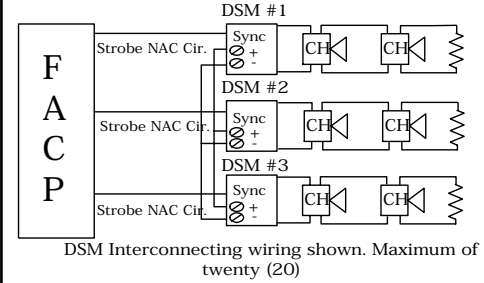 DSM #1
Sync
+
-
Strobe NAC Cir.
CH
CH
F
A
C
P
DSM #2
Sync
+
-
Strobe NAC Cir.
CH
CH
DSM #3
Sync
+
-
Strobe NAC Cir.
CH
CH
DSM Interconnecting wiring shown. Maximum of
twenty (20)